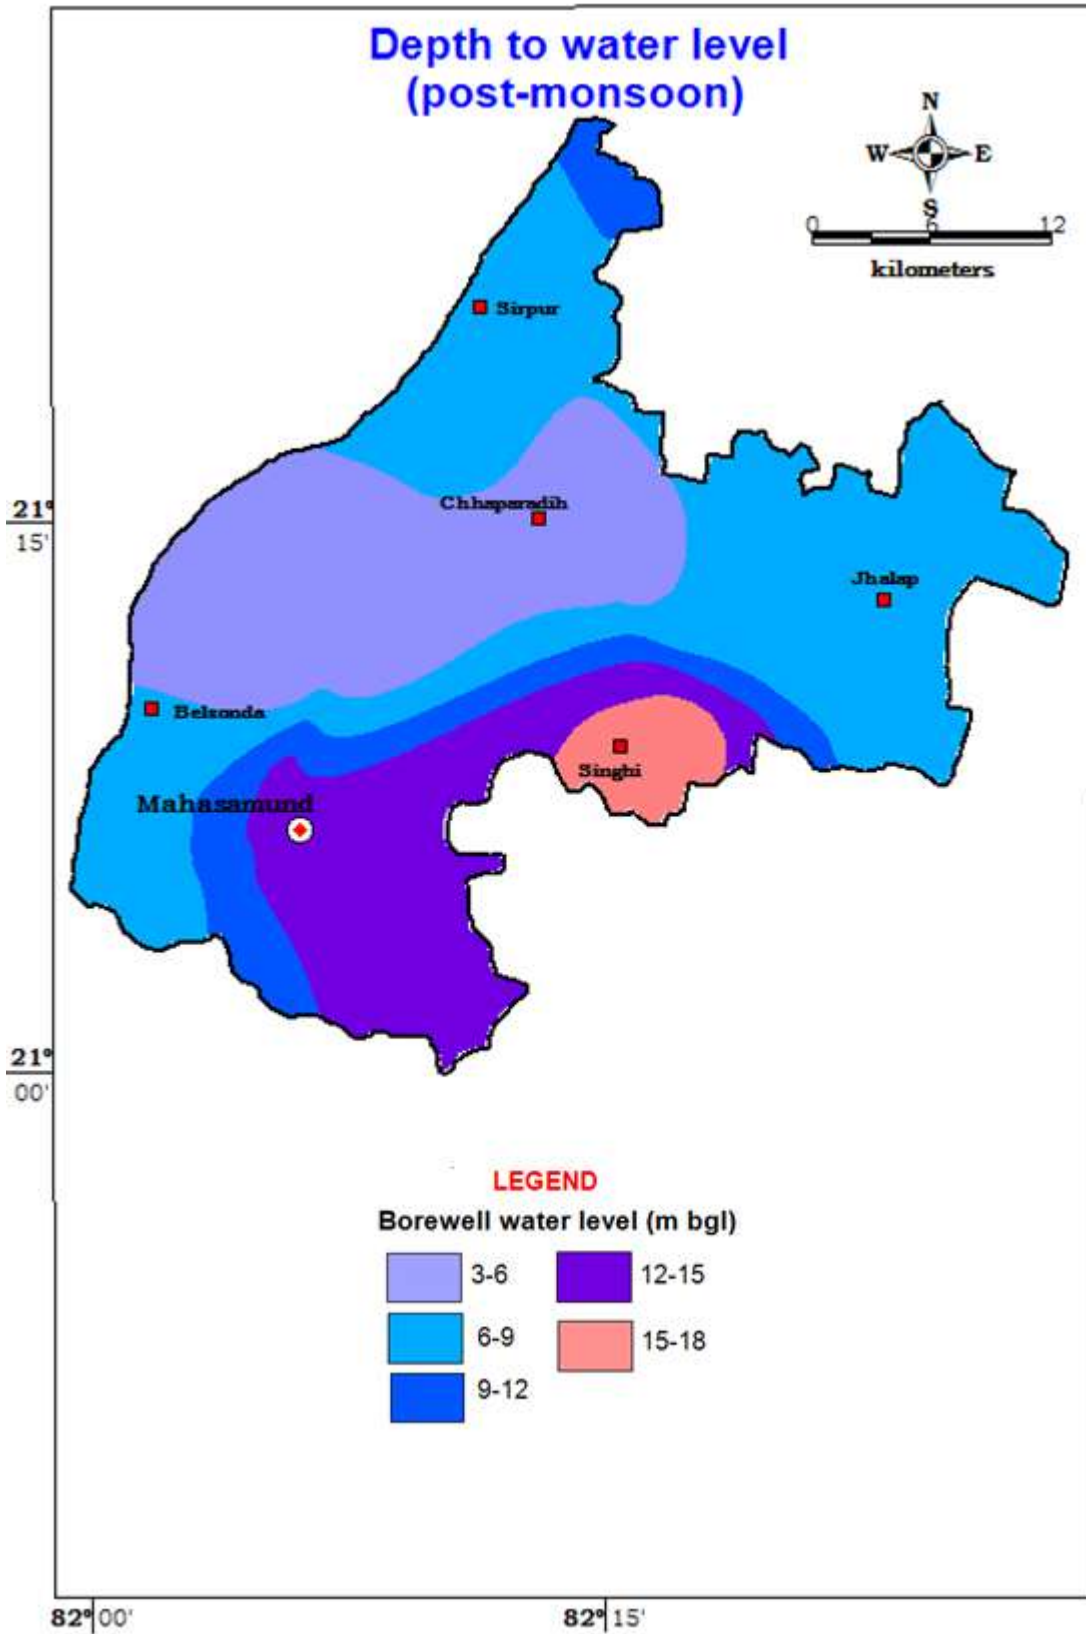 Depth to water level
(post-monsoon)
N
W E
S
0 6 12
kilometers
Sirpur
Chhaparadih
21°
15'
Jhalap
Belsonda
Singhi
Mahasamund
21°
00'
LEGEND
Borewell water level (m bgl)
3-6 12-15
6-9 15-18
9-12
82° 00' 82° 15'